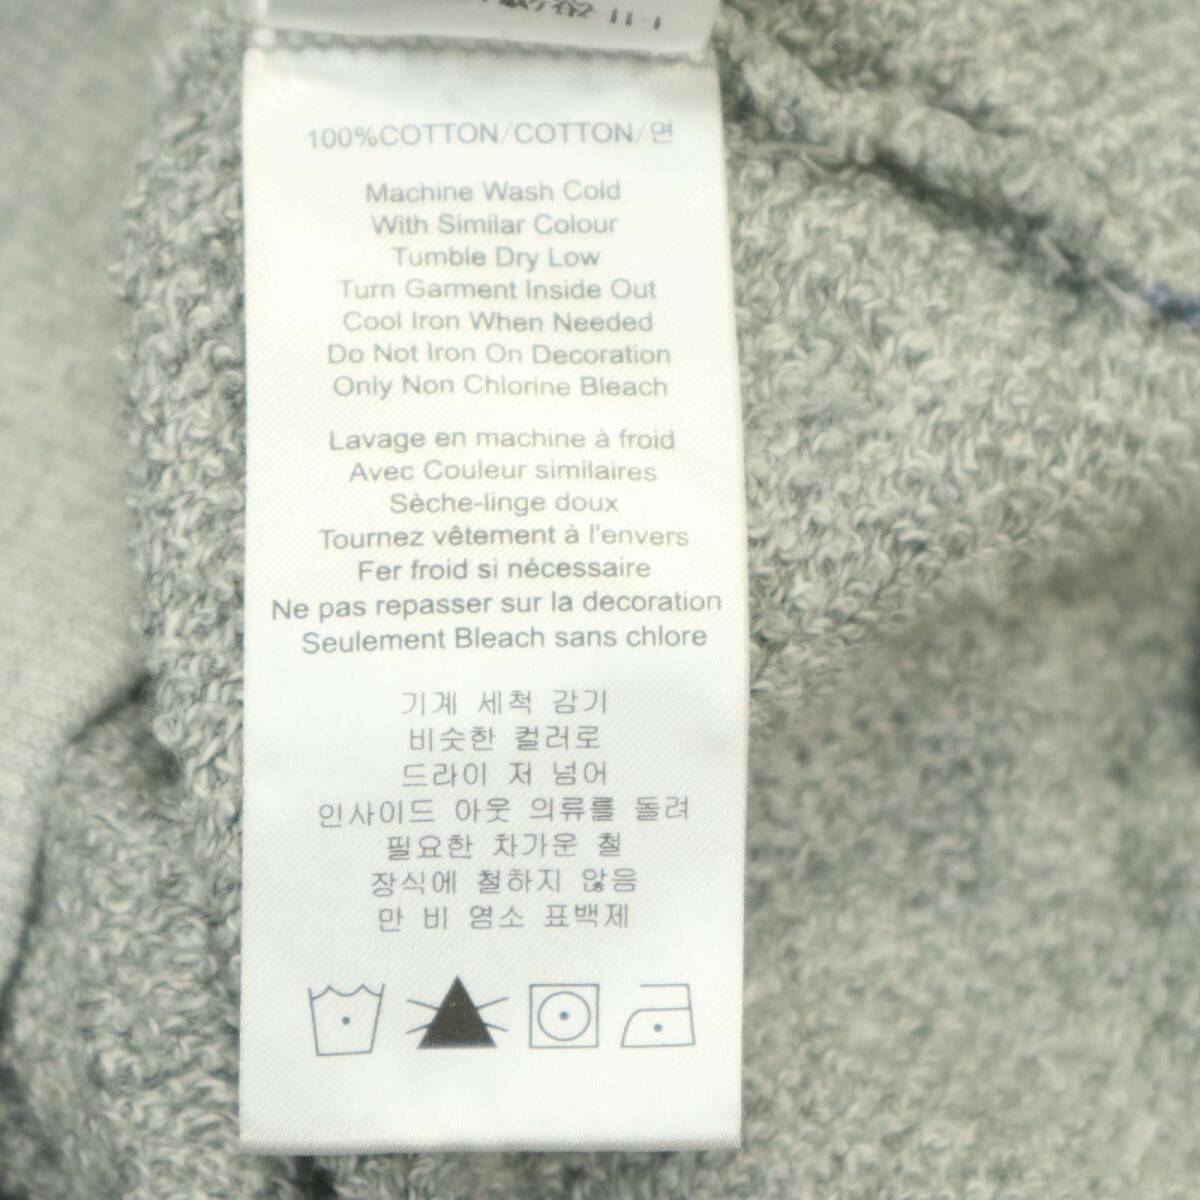 100%COTTON/COTTON/면
Machine Wash Cold
With Similar Colour
Tumble Dry Low
Turn Garment Inside Out
Cool Iron When Needed
Do Not Iron On Decoration
Only Non Chlorine Bleach
Lavage en machine à froid
Avec Couleur similaires
Sèche-linge doux
Tournez vêtement à l'envers
Fer froid si nécessaire
Ne pas repasser sur la decoration
Seulement Bleach sans chlore
기계 세척 감기
비슷한 컬러로
드라이 저 넘어
인사이드 아웃 의류를 돌려
필요한 차가운 철
장식에 철하지 않음
만 비 염소 표백제